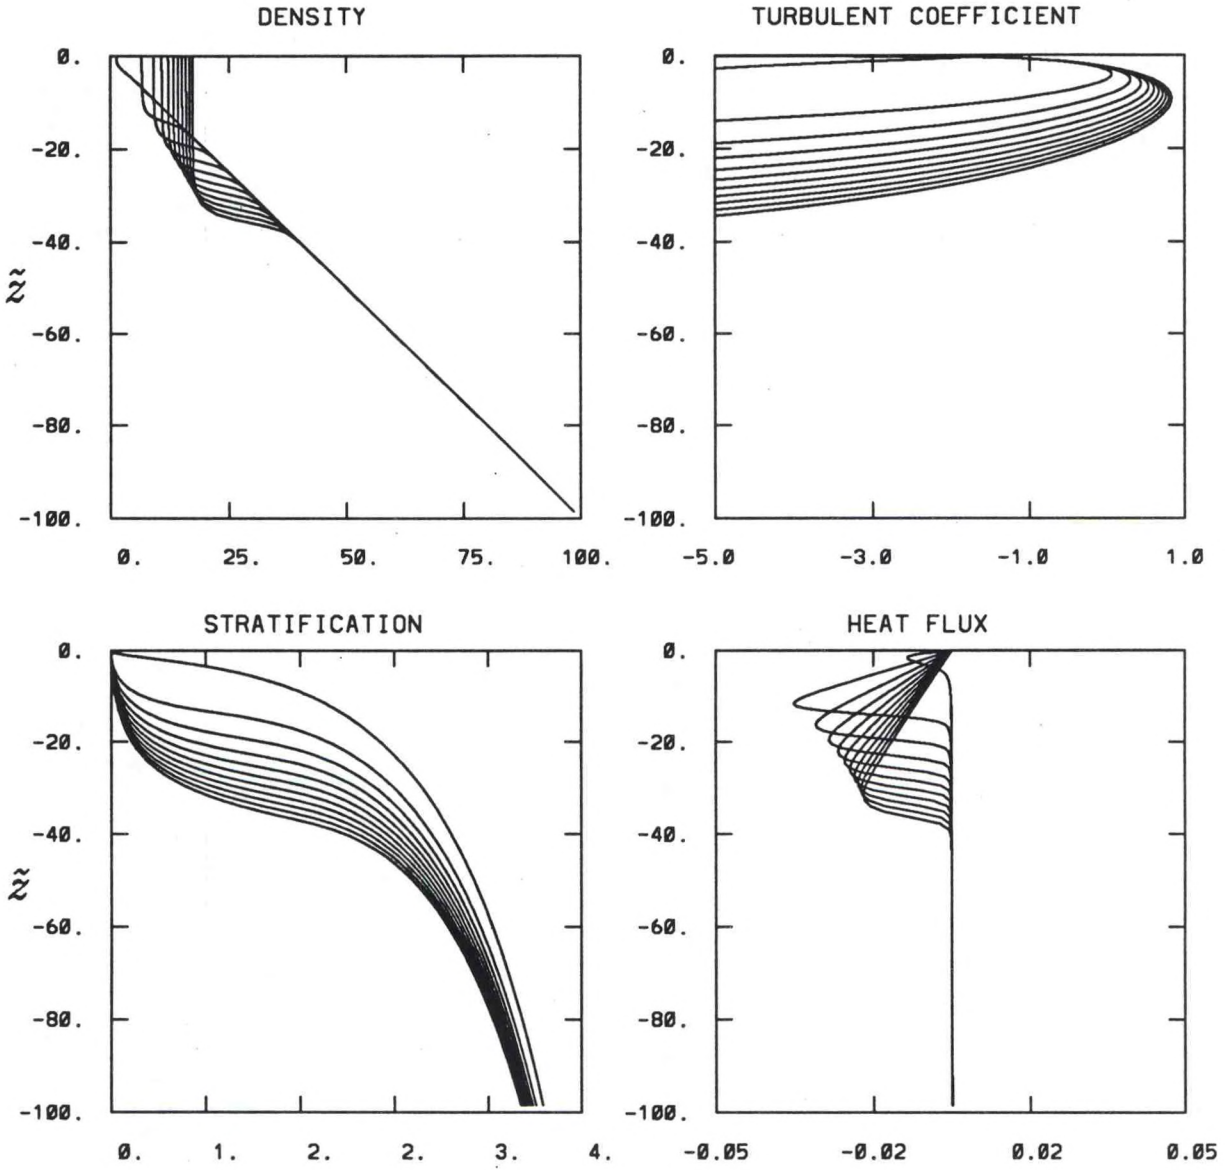 DENSITY
0.
-20.
-40.
-60.
-80.
-100.
z̃
0. 25. 50. 75. 100.
TURBULENT COEFFICIENT
0.
-20.
-40.
-60.
-80.
-100.
-5.0 -3.0 -1.0 1.0
STRATIFICATION
0.
-20.
-40.
-60.
-80.
-100.
z̃
0. 1. 2. 2. 3. 4.
HEAT FLUX
0.
-20.
-40.
-60.
-80.
-100.
-0.05 -0.02 0.02 0.05